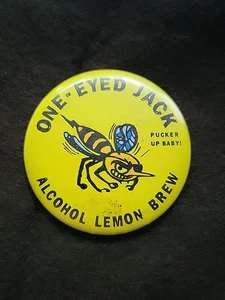 ONE-EYED JACK
PUCKER
UP BABY!
ALCOHOL LEMON BREW